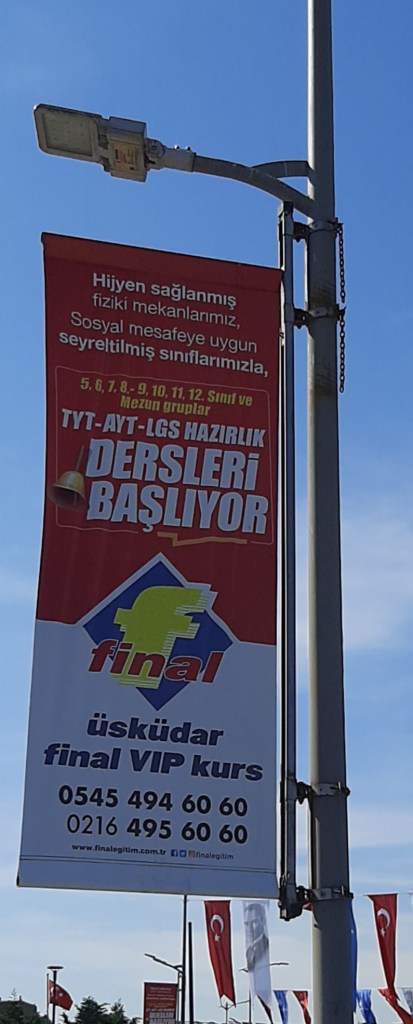 Hijyen sağlanmış
fiziki mekanlarımız,
Sosyal mesafeye uygun
seyreltilmiş sınıflarımızla,
5, 6, 7, 8.- 9, 10, 11, 12. Sınıf ve
Mezun gruplar
TYT-AYT-LGS HAZIRLIK
DERSLERİ
BAŞLIYOR
f
final
üsküdar
final VIP kurs
0545 494 60 60
0216 495 60 60
www.finalegitim.com.tr finalegitim
DERSLERİ
BAŞLIYOR